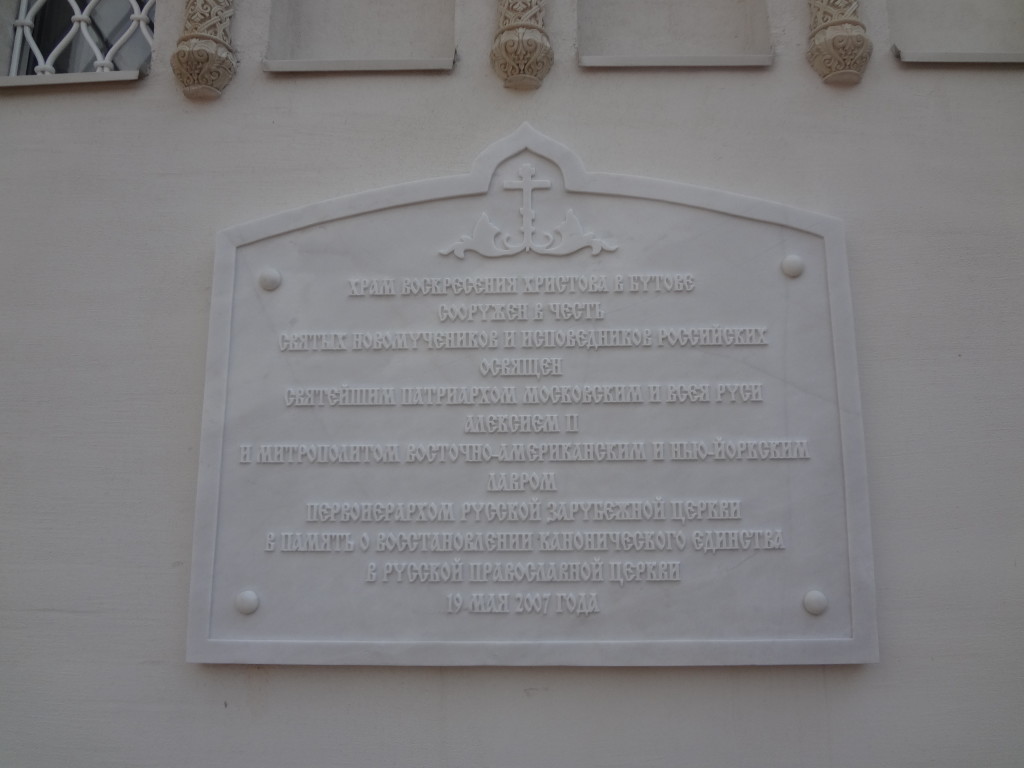 ХРАМ ВОСКРЕСЕНИЯ ХРИСТОВА В БУТОВЕ
СООРУЖЕН В ЧЕСТЬ
СВЯТЫХ НОВОМУЧЕНИКОВ И ИСПОВЕДНИКОВ РОССИЙСКИХ
ОСВЯЩЕН
СВЯТЕЙШИМ ПАТРИАРХОМ МОСКОВСКИМ И ВСЕЯ РУСИ
АЛЕКСИЕМ II
И МИТРОПОЛИТОМ ВОСТОЧНО-АМЕРИКАНСКИМ И НЬЮ-ЙОРКСКИМ
ЛАВРОМ
ПЕРВОИЕРАРХОМ РУССКОЙ ЗАРУБЕЖНОЙ ЦЕРКВИ
В ПАМЯТЬ О ВОССТАНОВЛЕНИИ КАНОНИЧЕСКОГО ЕДИНСТВА
В РУССКОЙ ПРАВОСЛАВНОЙ ЦЕРКВИ
19 МАЯ 2007 ГОДА